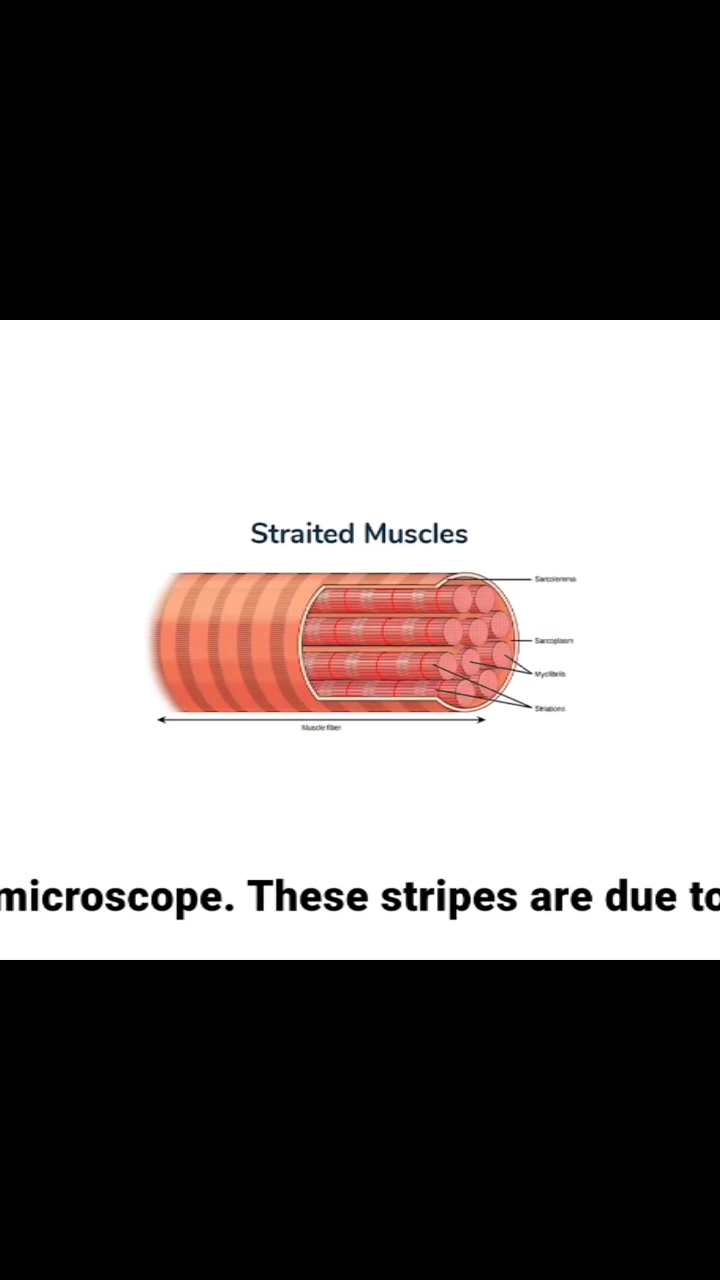 Straited Muscles
Sarcolemma
Sarcoplasm
Myofibrils
Striations
Muscle fiber
microscope. These stripes are due to